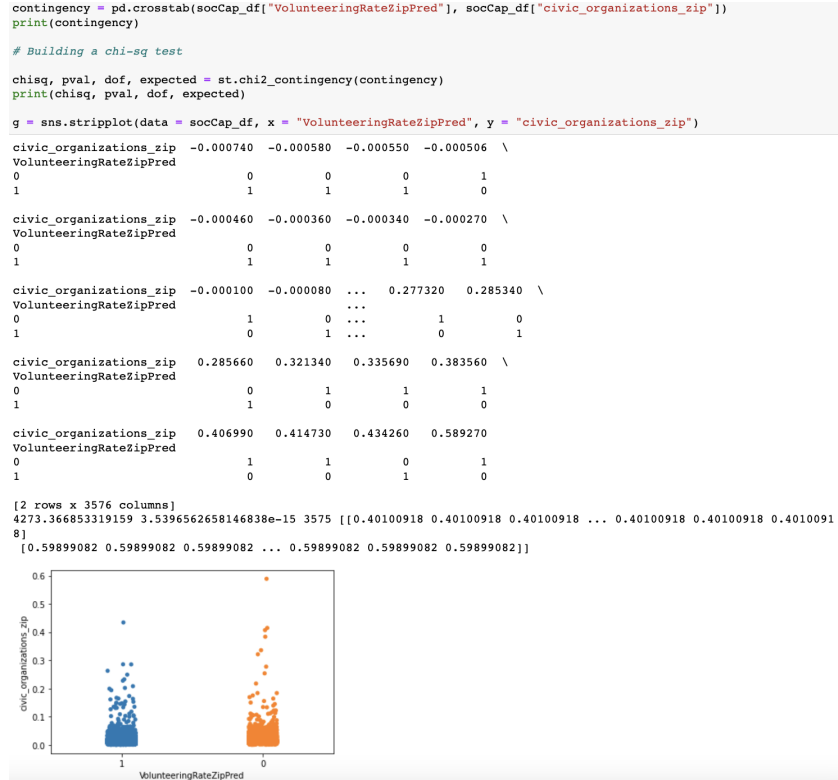 contingency = pd.crosstab(socCap_df["VolunteeringRateZipPred"], socCap_df["civic_organizations_zip"])
print(contingency)
# Building a chi-sq test
chisq, pval, dof, expected = st.chi2_contingency(contingency)
print(chisq, pval, dof, expected)
g = sns.stripplot(data = socCap_df, x = "VolunteeringRateZipPred", y = "civic_organizations_zip")
civic_organizations_zip  -0.000740  -0.000580  -0.000550  -0.000506  \
VolunteeringRateZipPred
0                                0          0          0          1
1                                1          1          1          0
civic_organizations_zip  -0.000460  -0.000360  -0.000340  -0.000270  \
VolunteeringRateZipPred
0                                0          0          0          0
1                                1          1          1          1
civic_organizations_zip  -0.000100  -0.000080  ...   0.277320   0.285340  \
VolunteeringRateZipPred                        ...
0                                1          0  ...          1          0
1                                0          1  ...          0          1
civic_organizations_zip   0.285660   0.321340   0.335690   0.383560  \
VolunteeringRateZipPred
0                                0          1          1          1
1                                1          0          0          0
civic_organizations_zip   0.406990   0.414730   0.434260   0.589270
VolunteeringRateZipPred
0                                1          1          0          1
1                                0          0          1          0
[2 rows x 3576 columns]
4273.366853319159 3.5396562658146838e-15 3575 [[0.40100918 0.40100918 0.40100918 ... 0.40100918 0.40100918 0.4010091
8]
 [0.59899082 0.59899082 0.59899082 ... 0.59899082 0.59899082 0.59899082]]
0.6
0.5
0.4
0.3
0.2
0.1
0.0
civic_organizations_zip
1 0
VolunteeringRateZipPred